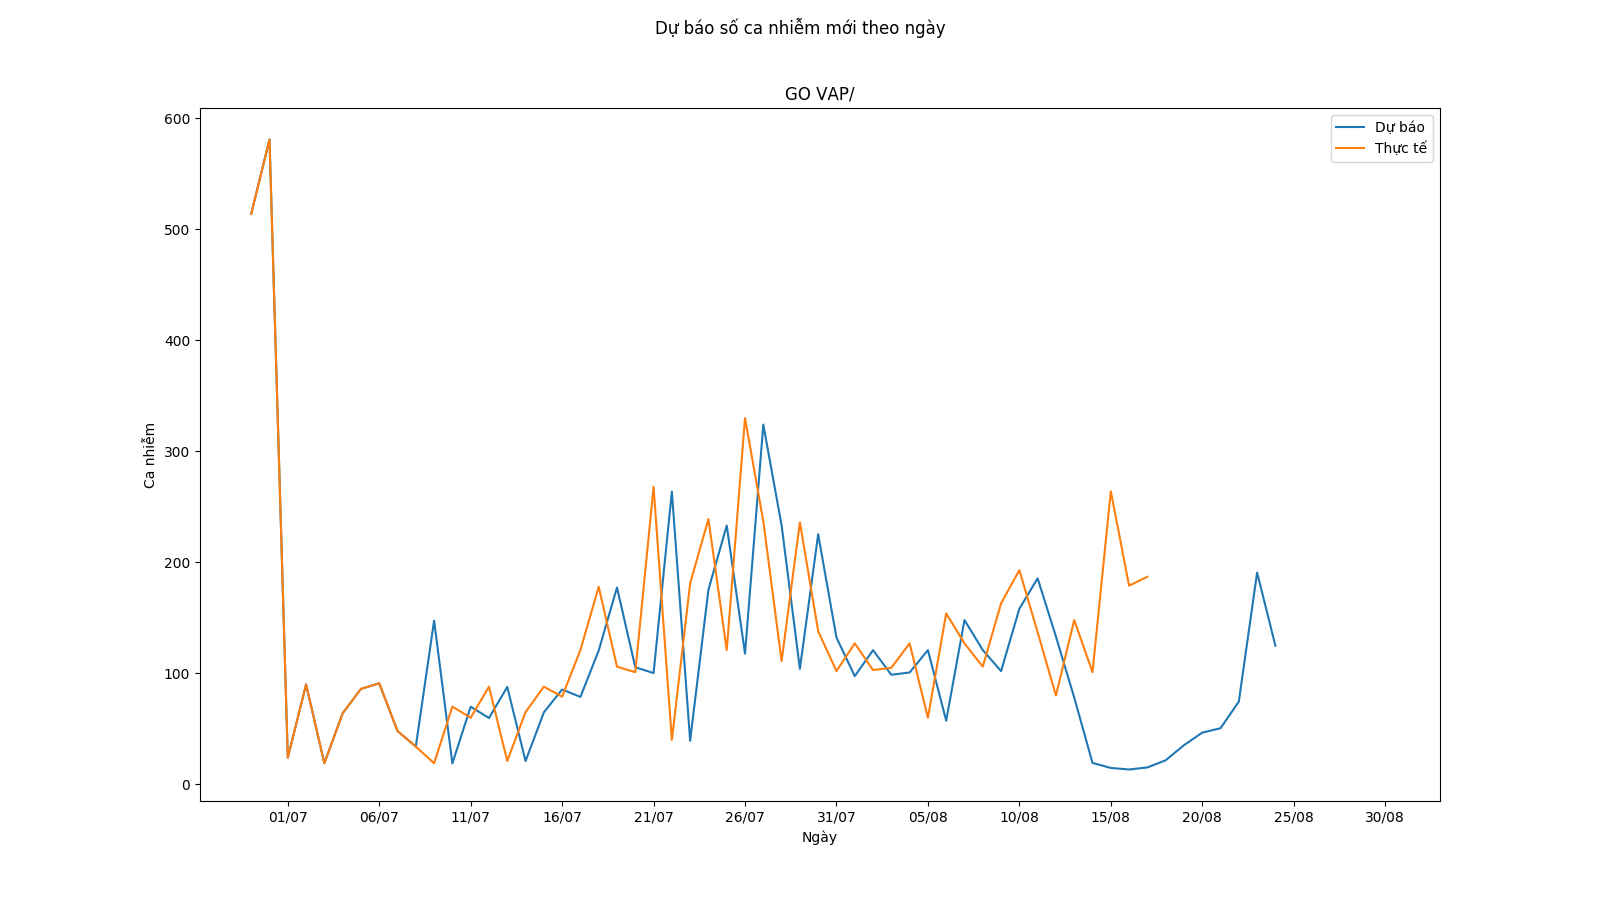 Dự báo số ca nhiễm mới theo ngày
GO VAP/
Dự báo
Thực tế
600
500
400
300
200
100
0
Ca nhiễm
01/07 06/07 11/07 16/07 21/07 26/07 31/07 05/08 10/08 15/08 20/08 25/08 30/08
Ngày